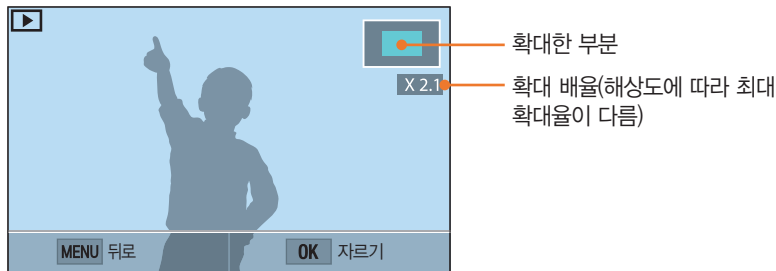 확대한 부분
X 2.1
확대 배율(해상도에 따라 최대
확대율이 다름)
MENU 뒤로
OK 자르기